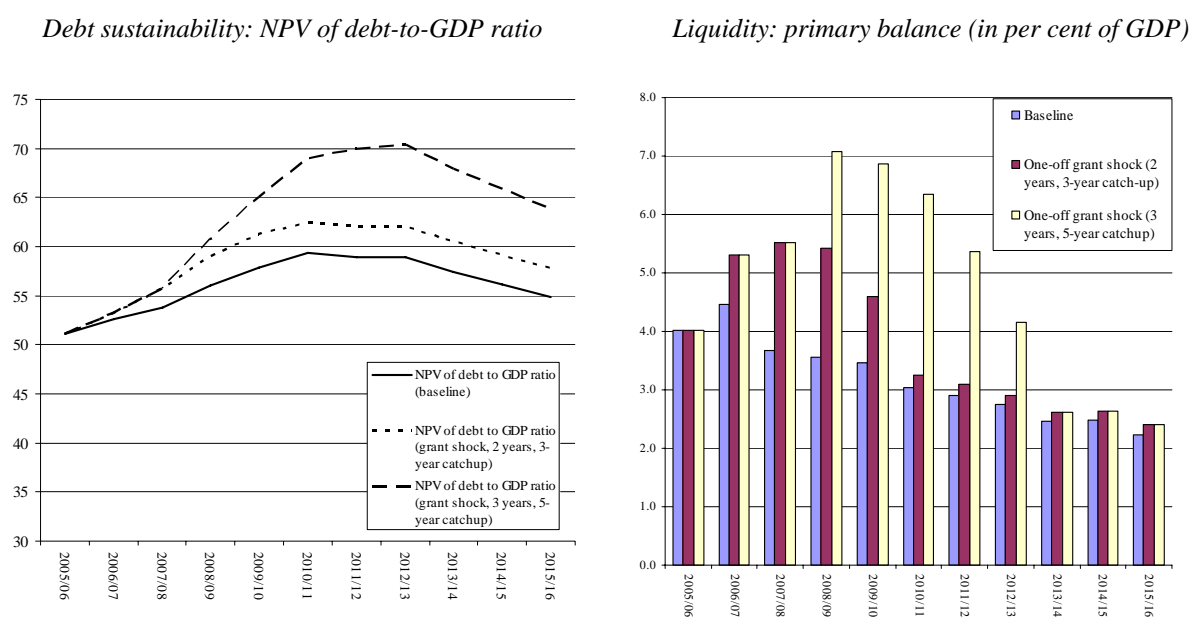 Debt sustainability: NPV of debt-to-GDP ratio
75
70
65
60
55
50
45
40
35
30
2005/06
2006/07
2007/08
2008/09
2009/10
2010/11
2011/12
2012/13
2013/14
2014/15
2015/16
NPV of debt to GDP ratio
(baseline)
NPV of debt to GDP ratio
(grant shock, 2 years, 3-
year catchup)
NPV of debt to GDP ratio
(grant shock, 3 years, 5-
year catchup)
Liquidity: primary balance (in per cent of GDP)
8.0
7.0
6.0
5.0
4.0
3.0
2.0
1.0
0.0
2005/06
2006/07
2007/08
2008/09
2009/10
2010/11
2011/12
2012/13
2013/14
2014/15
2015/16
Baseline
One-off grant shock (2
years, 3-year catch-up)
One-off grant shock (3
years, 5-year catchup)